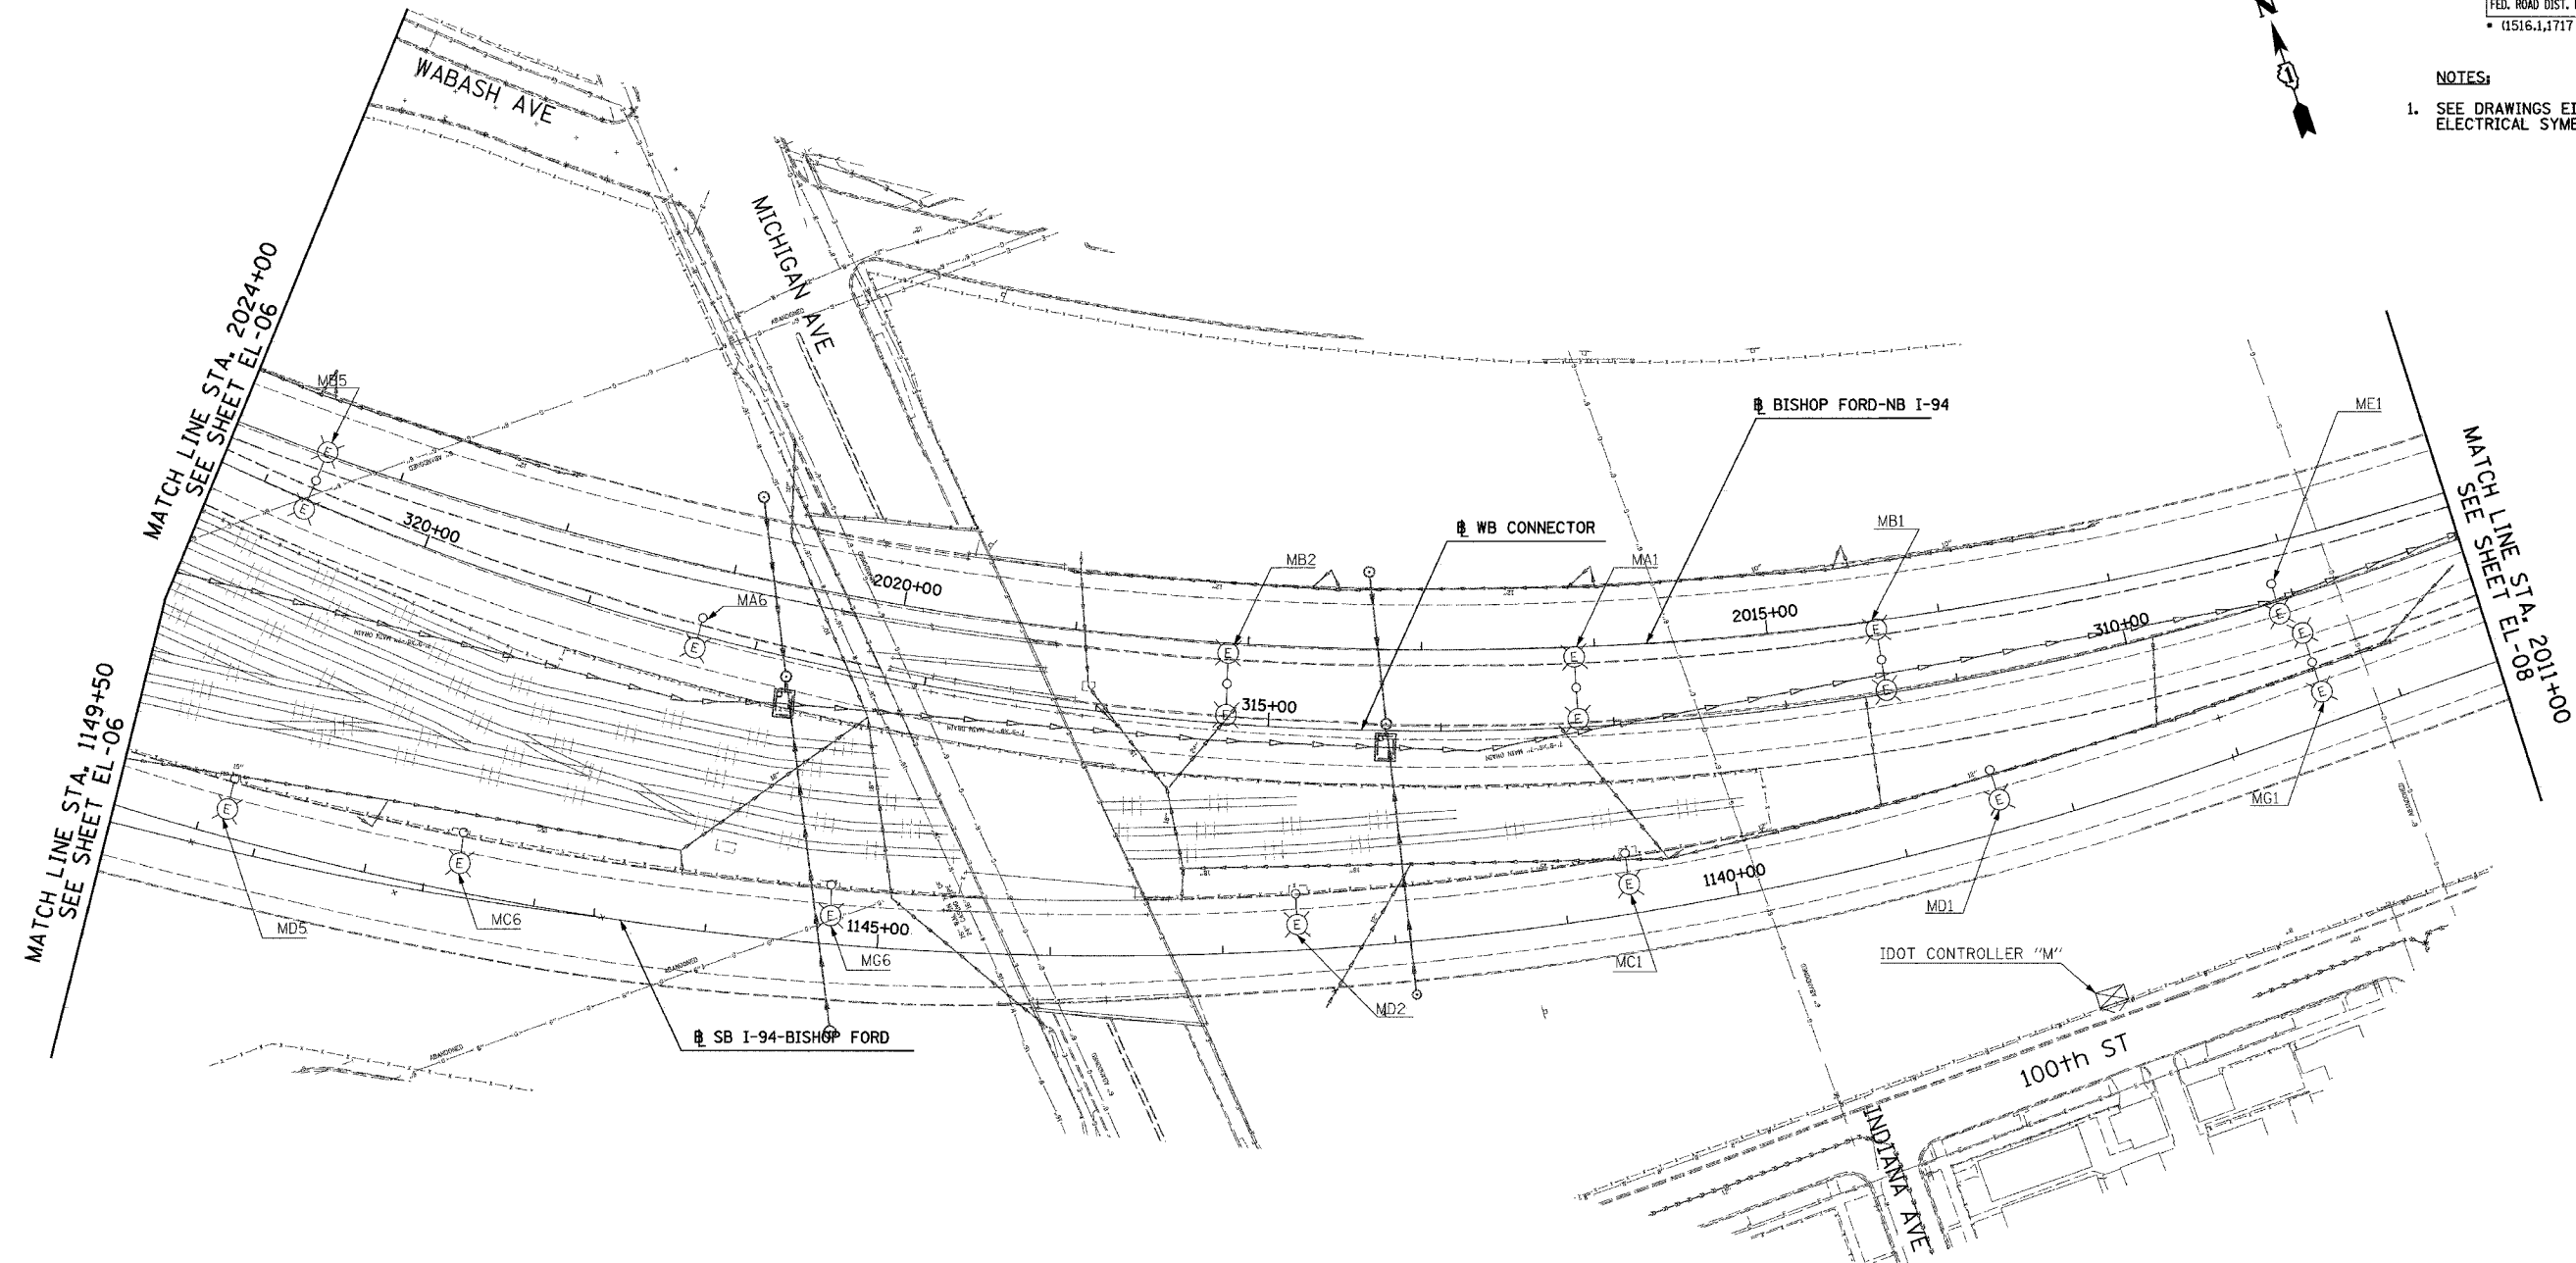 N
FED. ROAD DIST.
* (1516.1,1717
NOTES:
1. SEE DRAWINGS
ELECTRICAL
WABASH AVE
MICHIGAN AVE
MATCH LINE STA. 2024+00
SEE SHEET EL-06
MATCH LINE STA. 1149+50
SEE SHEET EL-06
MB5
320+00
2020+00
MA6
MB2
℄ WB CONNECTOR
℄ BISHOP FORD-NB I-94
MA1
2015+00
MB1
310+00
ME1
MATCH LINE STA. 2011+00
SEE SHEET EL-08
315+00
MG1
MD5
MC6
MG6
1145+00
MD2
MC1
1140+00
MD1
℄ SB I-94-BISHOP FORD
IDOT CONTROLLER "M"
100th ST
INDIANA AVE
ABANDONED
ABANDONED
ABANDONED
ABANDONED